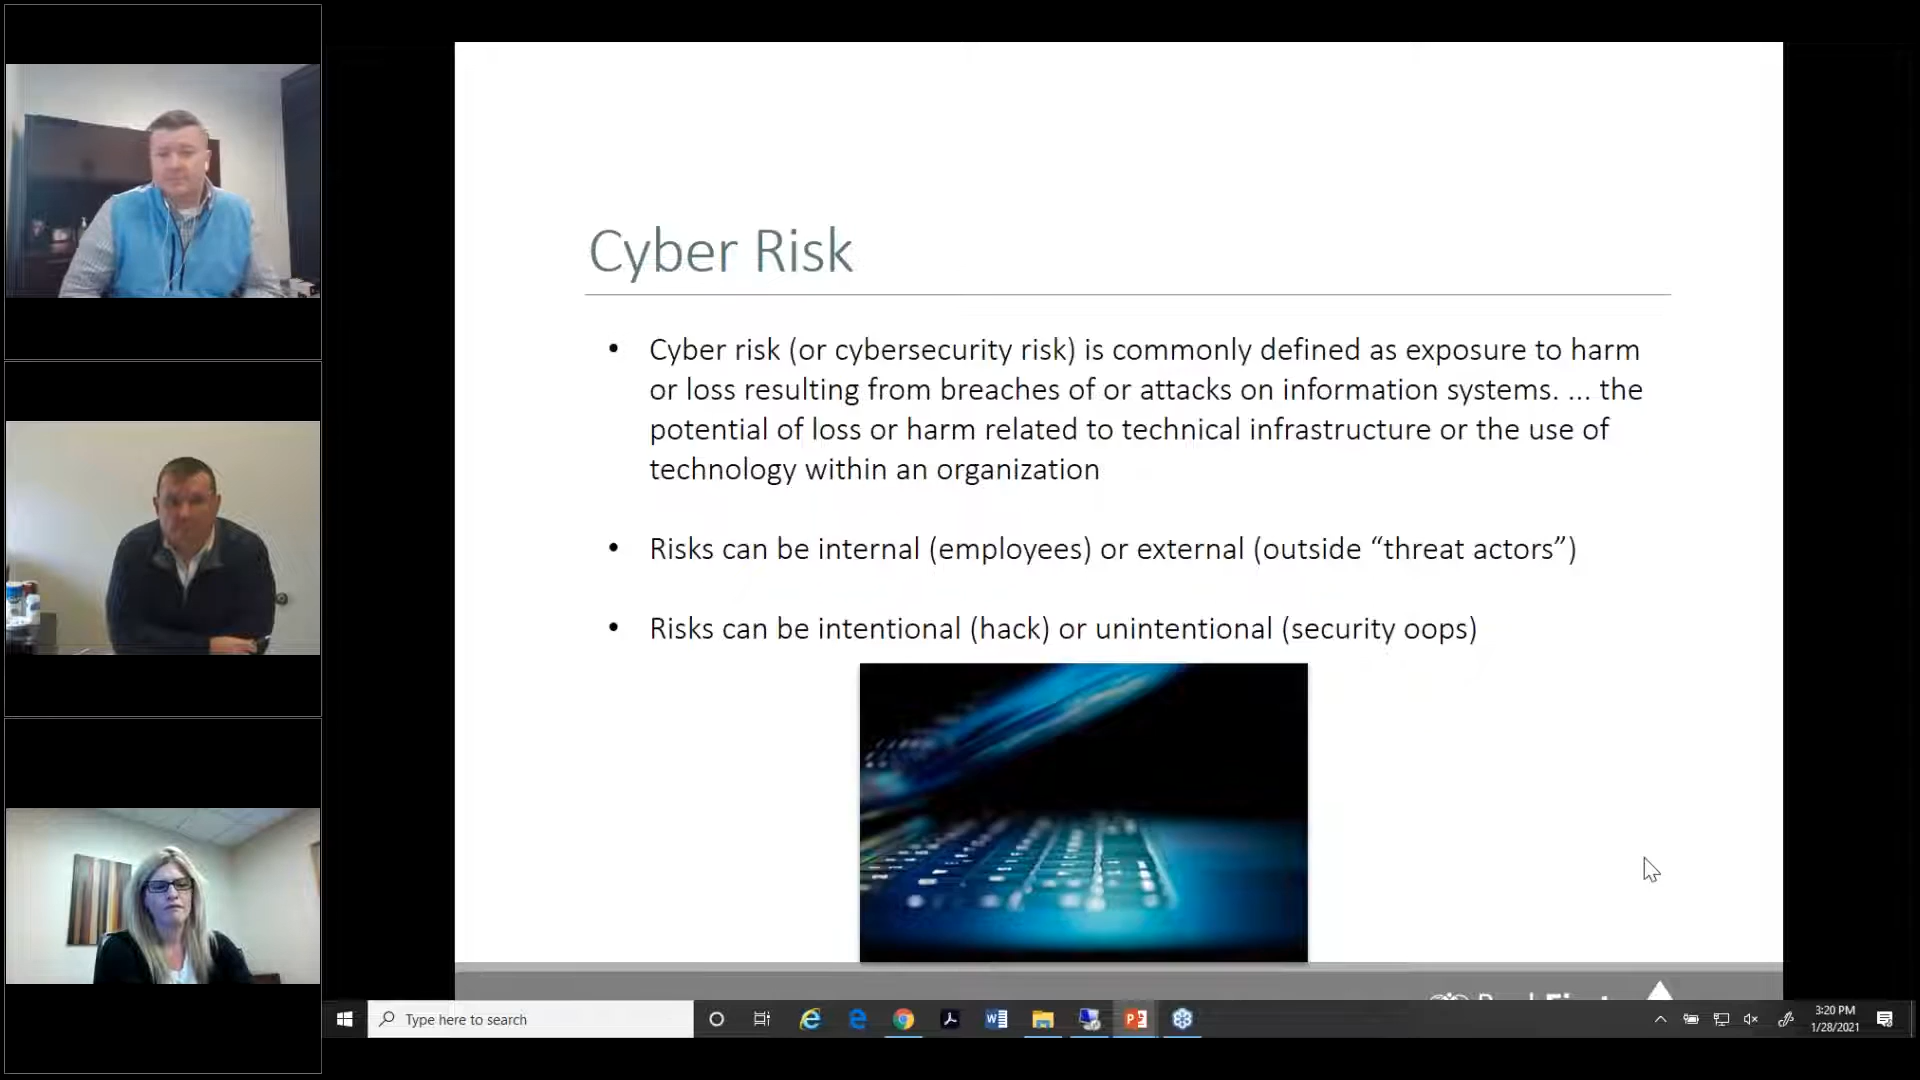 Cyber Risk
• Cyber risk (or cybersecurity risk) is commonly defined as exposure to harm
or loss resulting from breaches of or attacks on information systems. ... the
potential of loss or harm related to technical infrastructure or the use of
technology within an organization
• Risks can be internal (employees) or external (outside “threat actors”)
• Risks can be intentional (hack) or unintentional (security oops)
Type here to search
3:20 PM
1/28/2021